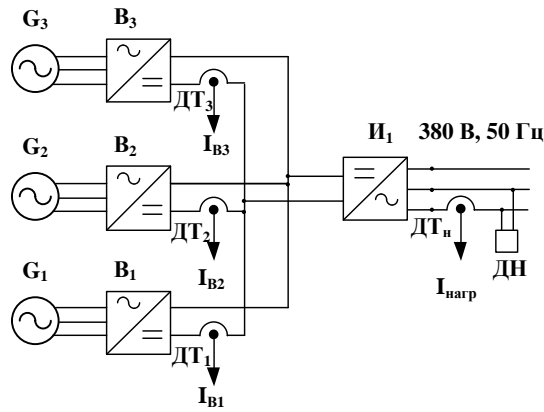 G₃ B₃
ДТ₃
I_B3
G₂ B₂ И₁ 380 В, 50 Гц
ДТ₂ ДТ_н
I_B2 I_нагр ДН
G₁ B₁
ДТ₁
I_B1